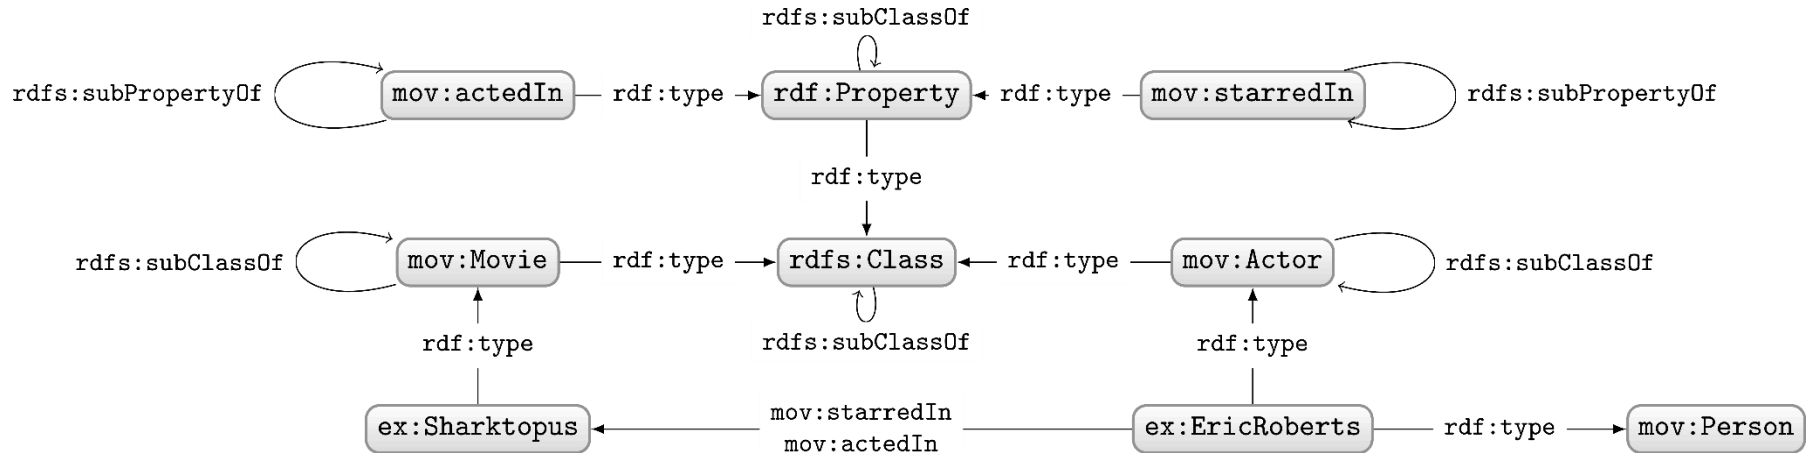 rdfs:subClassOf
rdfs:subPropertyOf mov:actedIn rdf:type rdf:Property rdf:type mov:starredIn rdfs:subPropertyOf
rdf:type
rdfs:subClassOf mov:Movie rdf:type rdfs:Class rdf:type mov:Actor rdfs:subClassOf
rdf:type rdfs:subClassOf rdf:type
mov:starredIn
ex:Sharktopus ex:EricRoberts rdf:type mov:Person
mov:actedIn